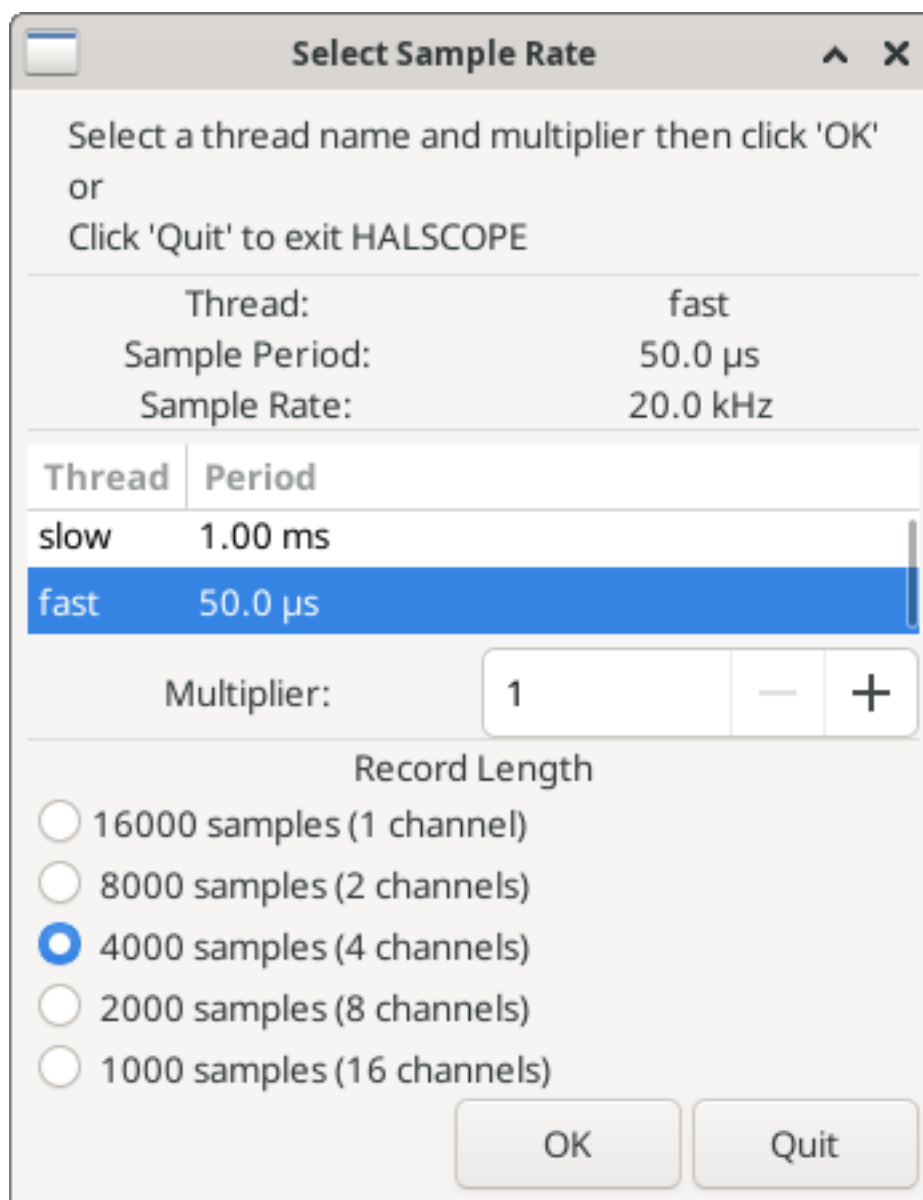 Select Sample Rate
Select a thread name and multiplier then click 'OK'
or
Click 'Quit' to exit HALSCOPE
Thread: fast
Sample Period: 50.0 µs
Sample Rate: 20.0 kHz
Thread Period
slow 1.00 ms
fast 50.0 µs
Multiplier: 1
Record Length
16000 samples (1 channel)
8000 samples (2 channels)
4000 samples (4 channels)
2000 samples (8 channels)
1000 samples (16 channels)
OK Quit